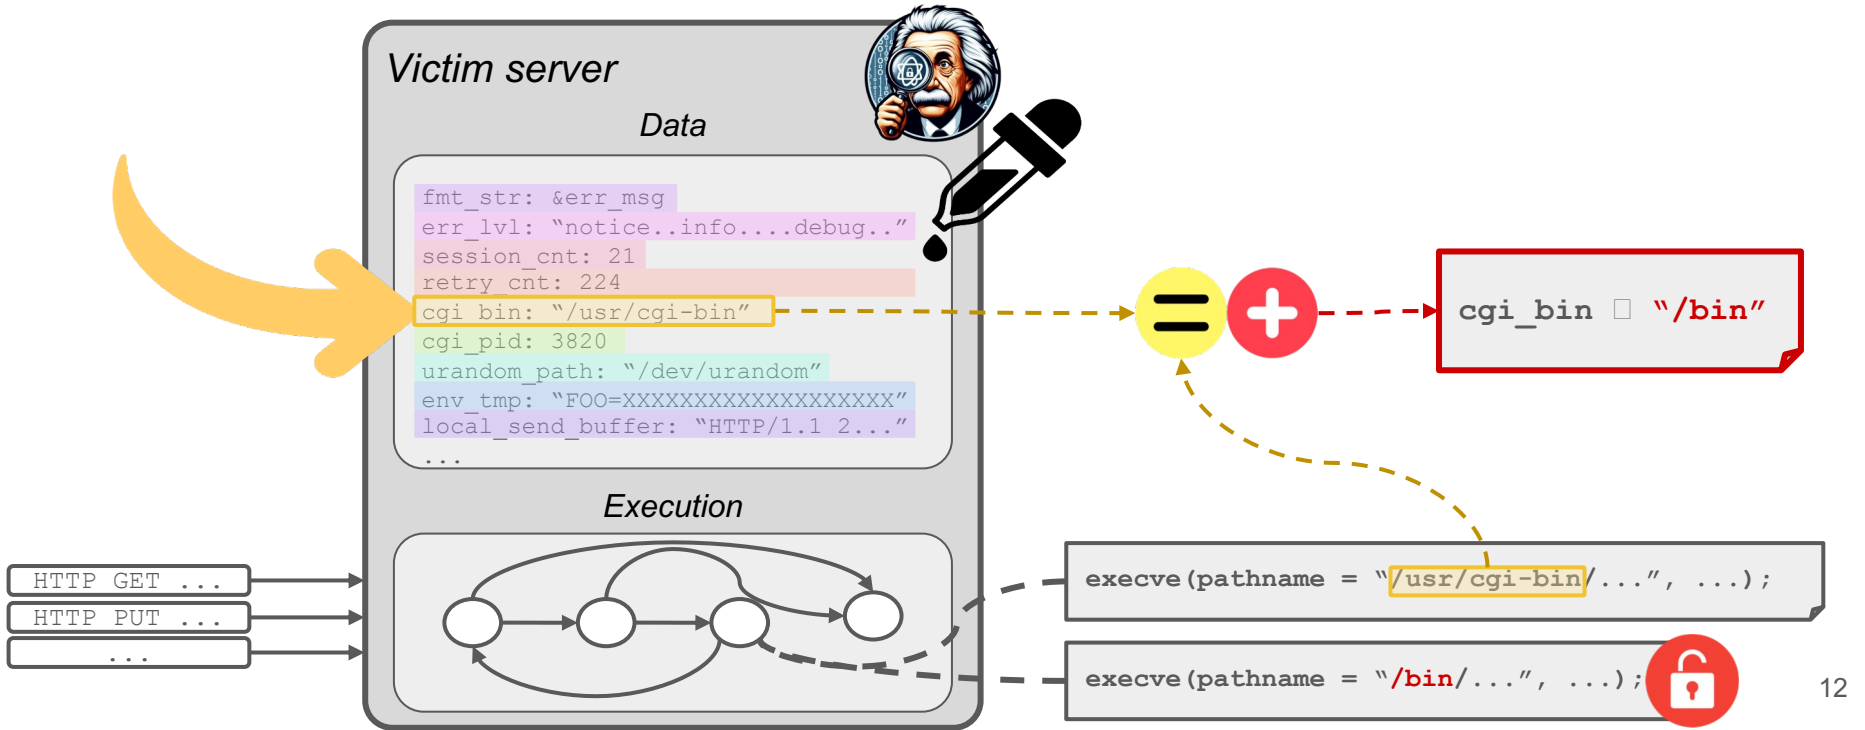 Victim server
Data
fmt_str: &err_msg
err_lvl: “notice..info....debug..”
session_cnt: 21
retry_cnt: 224
cgi_bin: “/usr/cgi-bin”
cgi_pid: 3820
urandom_path: “/dev/urandom”
env_tmp: “FOO=XXXXXXXXXXXXXXXXXXX”
local_send_buffer: “HTTP/1.1 2...”
...
cgi_bin □ “/bin”
Execution
HTTP GET ...
HTTP PUT ...
...
execve(pathname = “/usr/cgi-bin/...”, ...);
execve(pathname = “/bin/...”, ...);
12